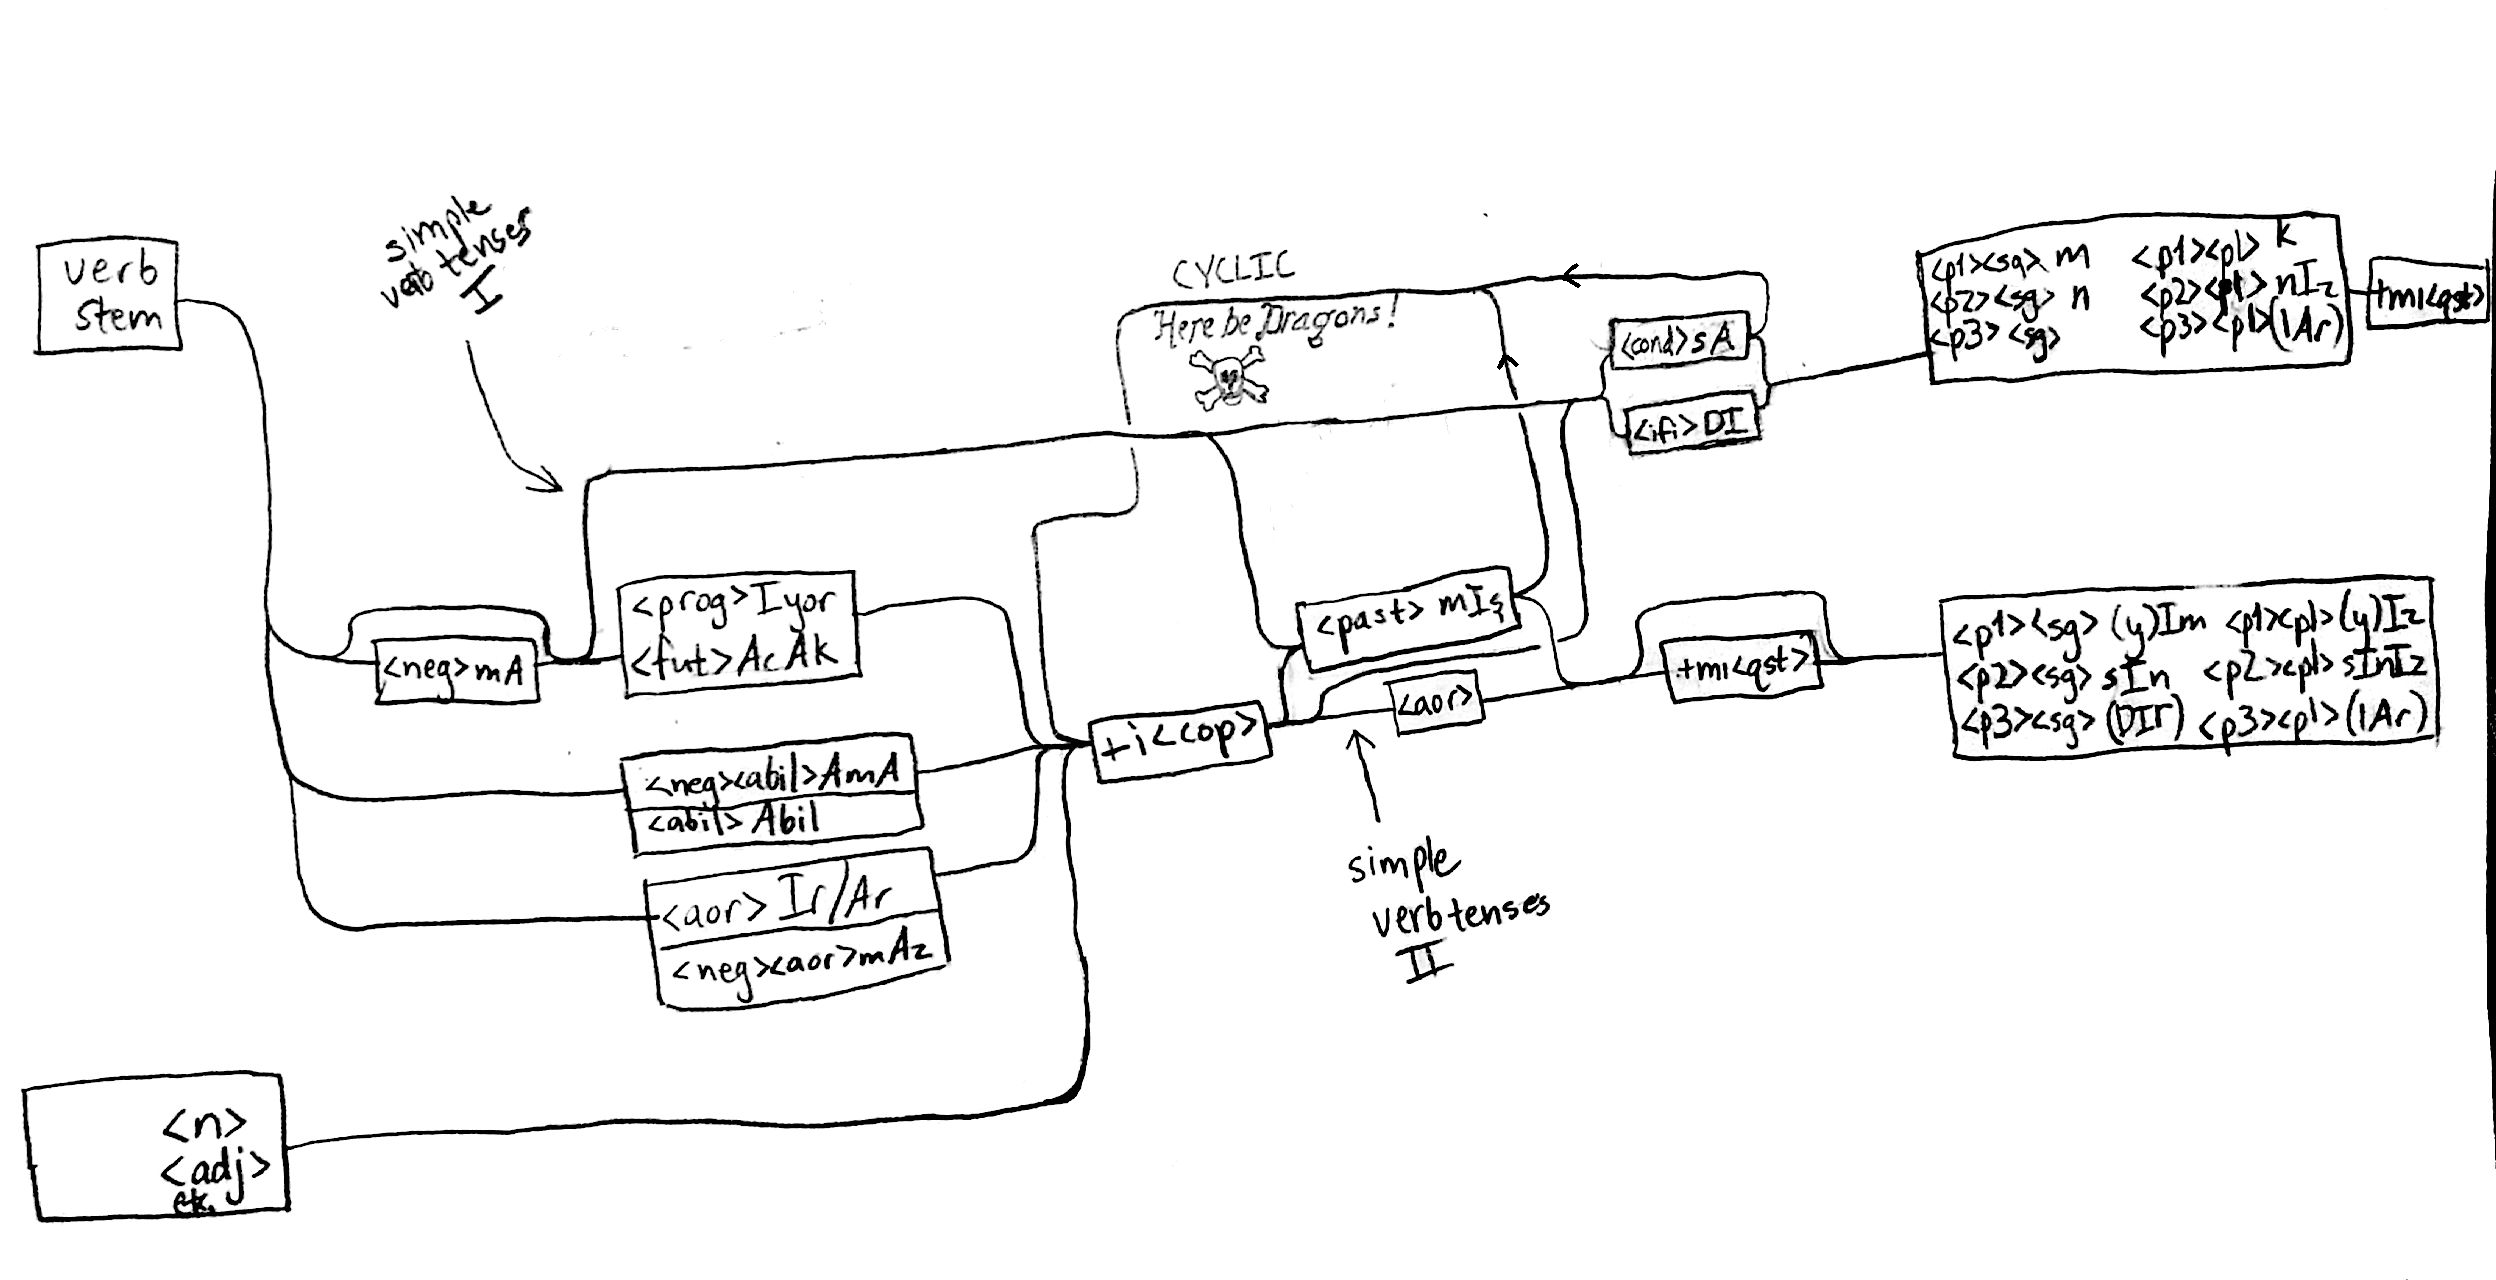 verb
stem
simple
verb tenses
I
CYCLIC
Here be Dragons!
<cond>sA
<ifi>DI
<p1><sg> m <p1><pl> k
<p2><sg> n <p2><pl> nIz
<p3><sg> <p3><pl>(lAr)
+mı<qst>
<neg>mA
<prog>Iyor
<fut>AcAk
<past> mIş
<aor>
+mı<qst>
<p1><sg> (y)Im <p1><pl>(y)Iz
<p2><sg> sIn <p2><pl> sInIz
<p3><sg> (DIr) <p3><pl> (lAr)
+i<cop>
<neg><abil>AmA
<abil>Abil
<aor> Ir/Ar
<neg><aor>mAz
simple
verb tenses
II
<n>
<adj>
etc.